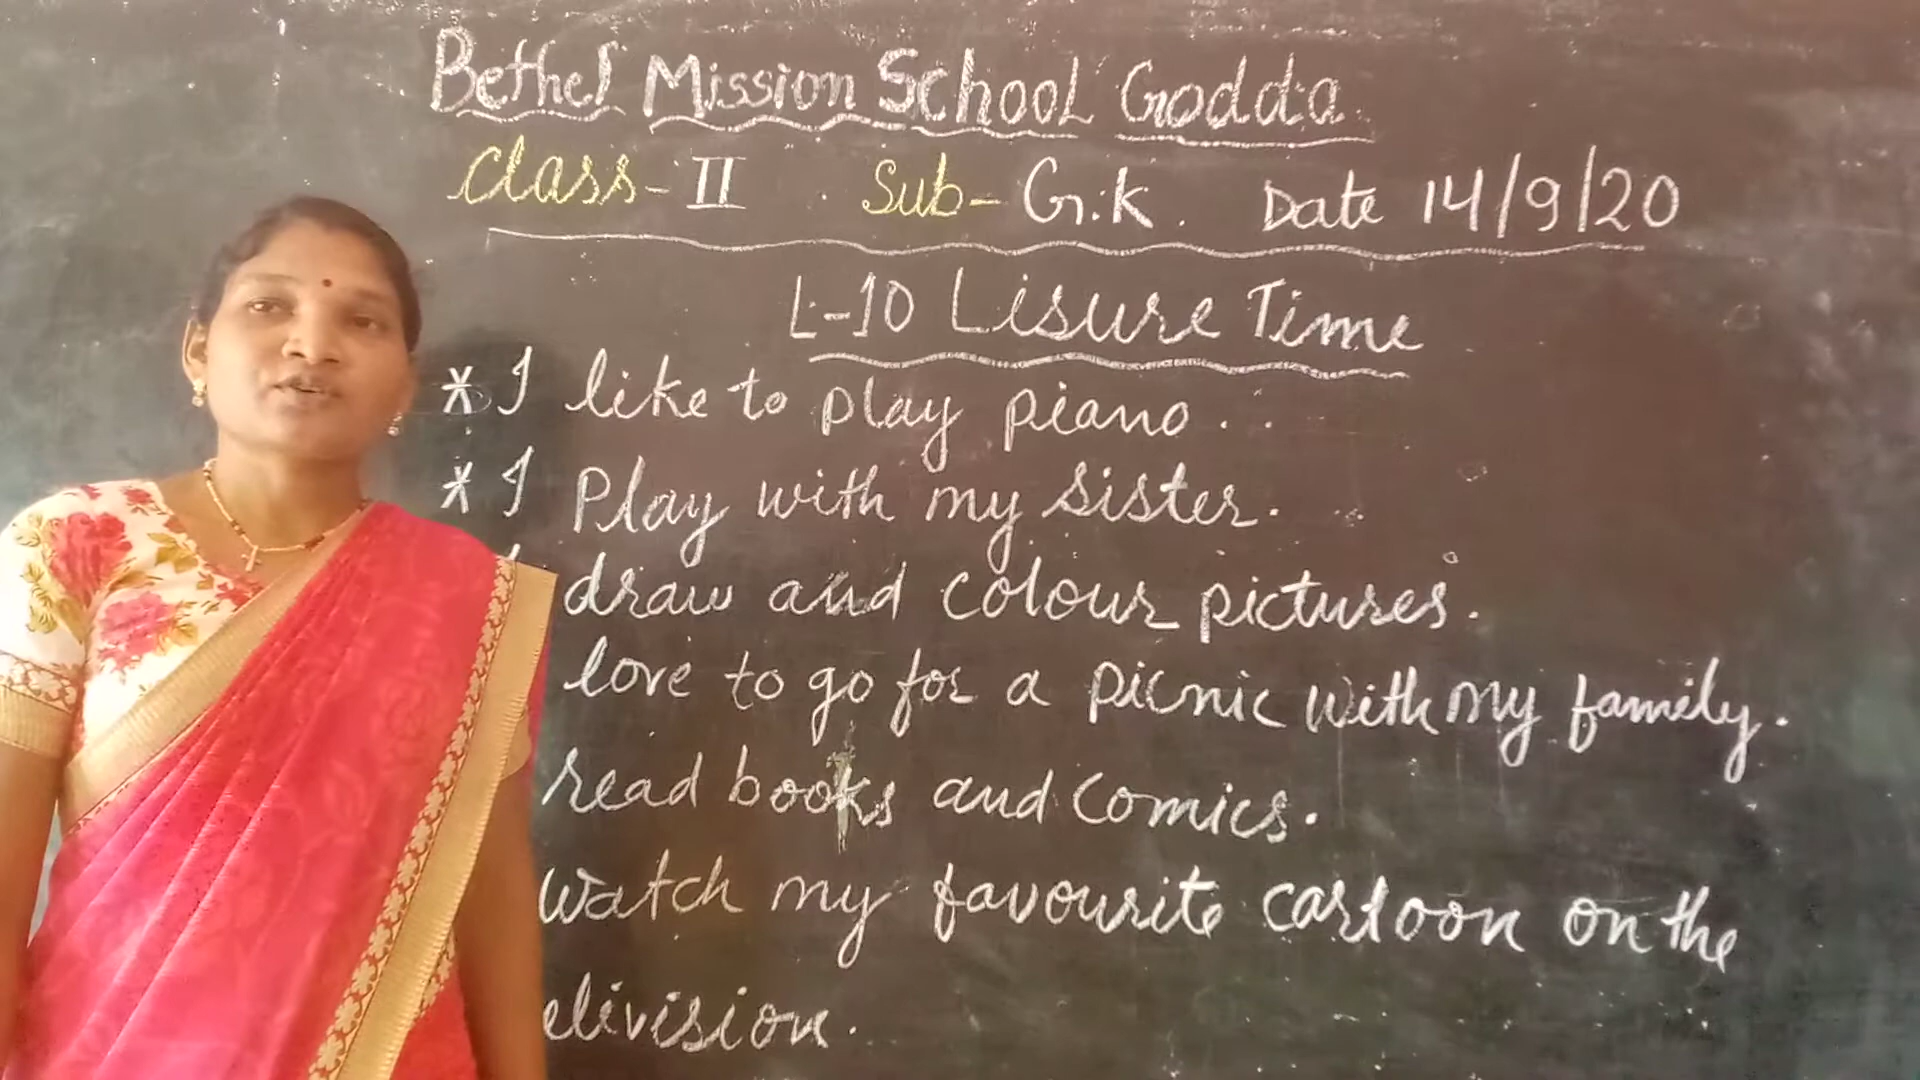 Bethel Mission School Godda
Class - II Sub - G.K. Date 14/9/20
L-10 Lisure Time
* I like to play piano.
* I Play with my sister.
draw and colour pictures.
love to go for a picnic with my family.
read books and comics.
Watch my favourite cartoon on the
elivision.